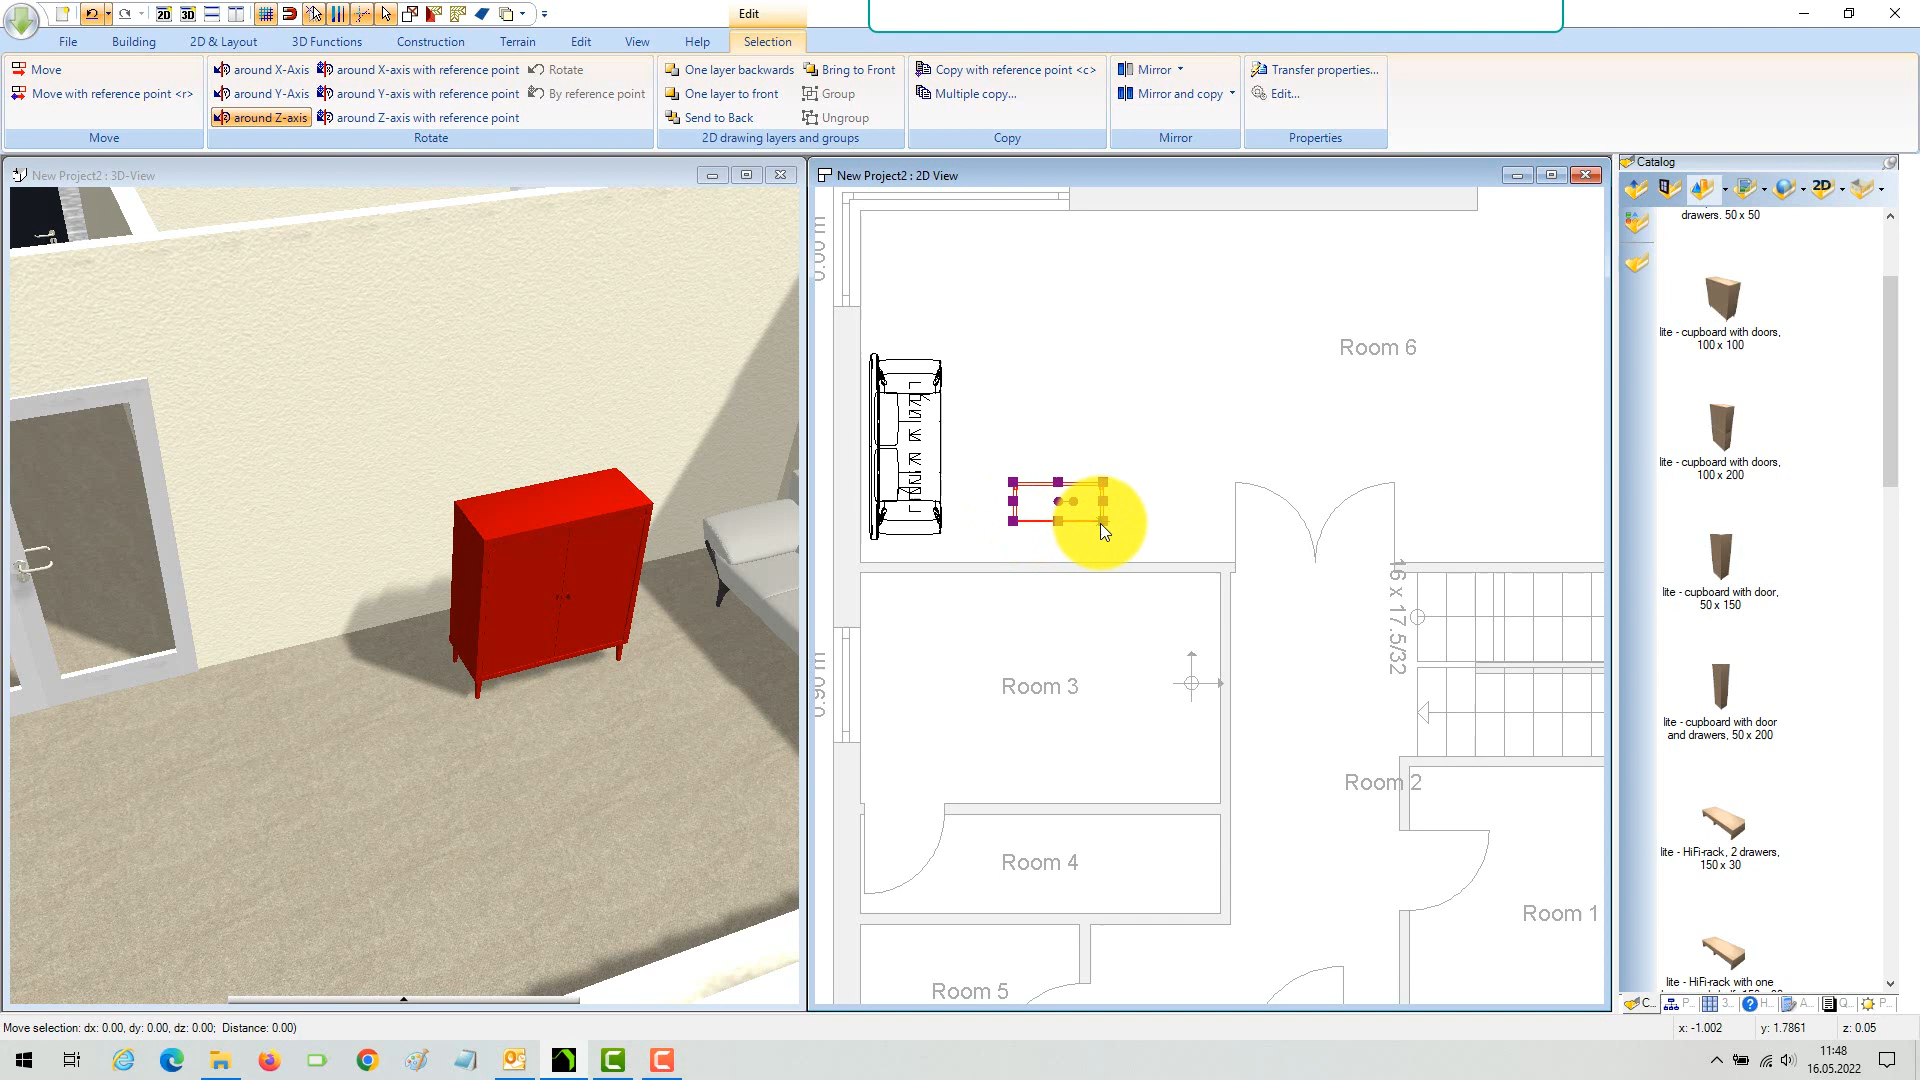 Edit
File Building 2D & Layout 3D Functions Construction Terrain Edit View Help Selection
Move around X-Axis around X-axis with reference point Rotate One layer backwards Bring to Front Copy with reference point <c> Mirror Transfer properties...
Move with reference point <r> around Y-Axis around Y-axis with reference point By reference point One layer to front Group Multiple copy... Mirror and copy Edit...
around Z-axis around Z-axis with reference point Send to Back Ungroup
Move Rotate 2D drawing layers and groups Copy Mirror Properties
New Project2 : 3D-View
New Project2 : 2D View
Catalog
2D
drawers. 50 x 50
lite - cupboard with doors,
100 x 100
lite - cupboard with doors,
100 x 200
lite - cupboard with door,
50 x 150
lite - cupboard with door
and drawers, 50 x 200
lite - HiFi-rack, 2 drawers,
150 x 30
lite - HiFi-rack with one
Room 6
Room 3
16 x 17.5/32
Room 2
Room 4
Room 1
Room 5
C... P... 3... H... A... Q... P...
Move selection: dx: 0.00, dy: 0.00, dz: 0.00; Distance: 0.00)
x: -1.002 y: 1.7861 z: 0.05
11:48
16.05.2022